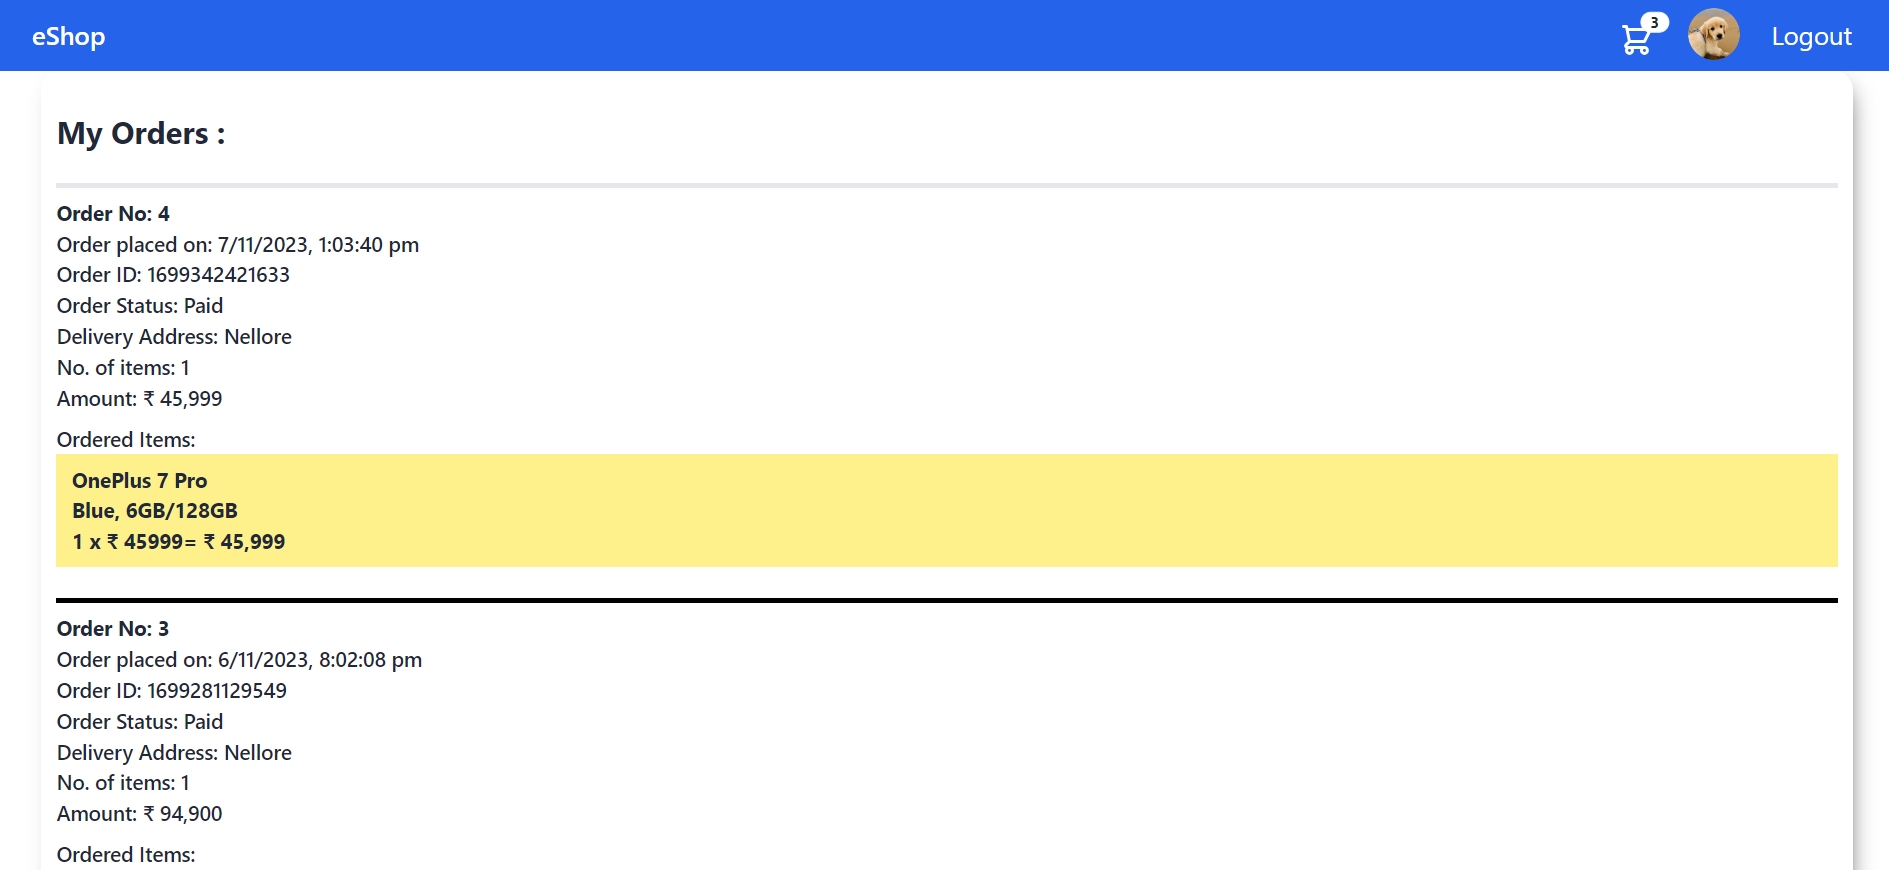 eShop
3
Logout
My Orders :
Order No: 4
Order placed on: 7/11/2023, 1:03:40 pm
Order ID: 1699342421633
Order Status: Paid
Delivery Address: Nellore
No. of items: 1
Amount: ₹ 45,999
Ordered Items:
OnePlus 7 Pro
Blue, 6GB/128GB
1 x ₹ 45999= ₹ 45,999
Order No: 3
Order placed on: 6/11/2023, 8:02:08 pm
Order ID: 1699281129549
Order Status: Paid
Delivery Address: Nellore
No. of items: 1
Amount: ₹ 94,900
Ordered Items: